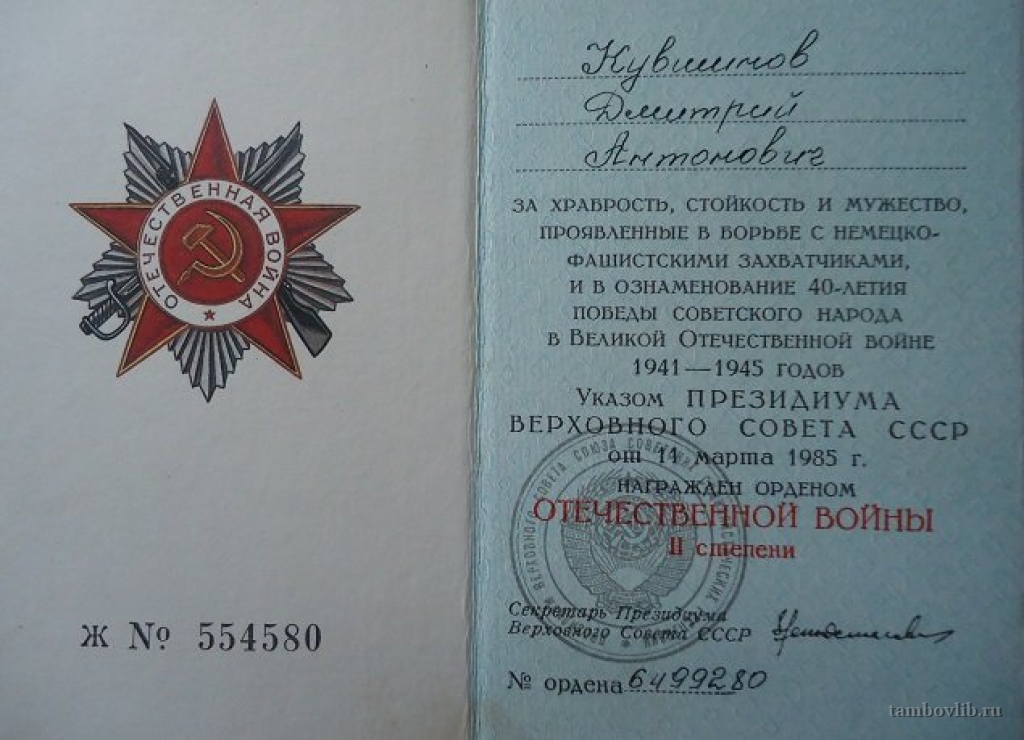 ОТЕЧЕСТВЕННАЯ ВОЙНА
Ж № 554580
Кувшинов
Дмитрий
Антонович
ЗА ХРАБРОСТЬ, СТОЙКОСТЬ И МУЖЕСТВО,
ПРОЯВЛЕННЫЕ В БОРЬБЕ С НЕМЕЦКО-
ФАШИСТСКИМИ ЗАХВАТЧИКАМИ,
И В ОЗНАМЕНОВАНИЕ 40-ЛЕТИЯ
ПОБЕДЫ СОВЕТСКОГО НАРОДА
В ВЕЛИКОЙ ОТЕЧЕСТВЕННОЙ ВОЙНЕ
1941—1945 ГОДОВ
УКАЗОМ ПРЕЗИДИУМА
ВЕРХОВНОГО СОВЕТА СССР
от 11 марта 1985 г.
НАГРАЖДЕН ОРДЕНОМ
ОТЕЧЕСТВЕННОЙ ВОЙНЫ
II степени
Секретарь Президиума
Верховного Совета СССР
№ ордена 6499280
tambovlib.ru